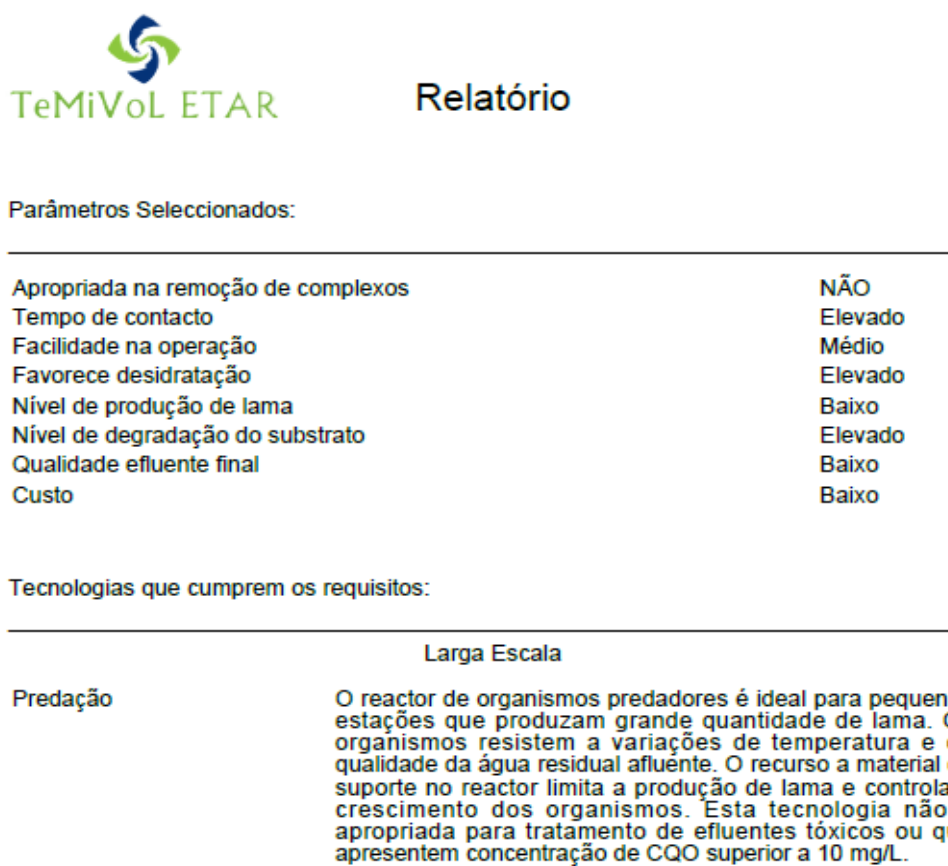 TeMiVoL ETAR
Relatório
Parâmetros Seleccionados:
Apropriada na remoção de complexos NÃO
Tempo de contacto Elevado
Facilidade na operação Médio
Favorece desidratação Elevado
Nível de produção de lama Baixo
Nível de degradação do substrato Elevado
Qualidade efluente final Baixo
Custo Baixo
Tecnologias que cumprem os requisitos:
Larga Escala
Predação O reactor de organismos predadores é ideal para pequen
estações que produzam grande quantidade de lama.
organismos resistem a variações de temperatura e
qualidade da água residual afluente. O recurso a material
suporte no reactor limita a produção de lama e controla
crescimento dos organismos. Esta tecnologia não
apropriada para tratamento de efluentes tóxicos ou q
apresentem concentração de CQO superior a 10 mg/L.